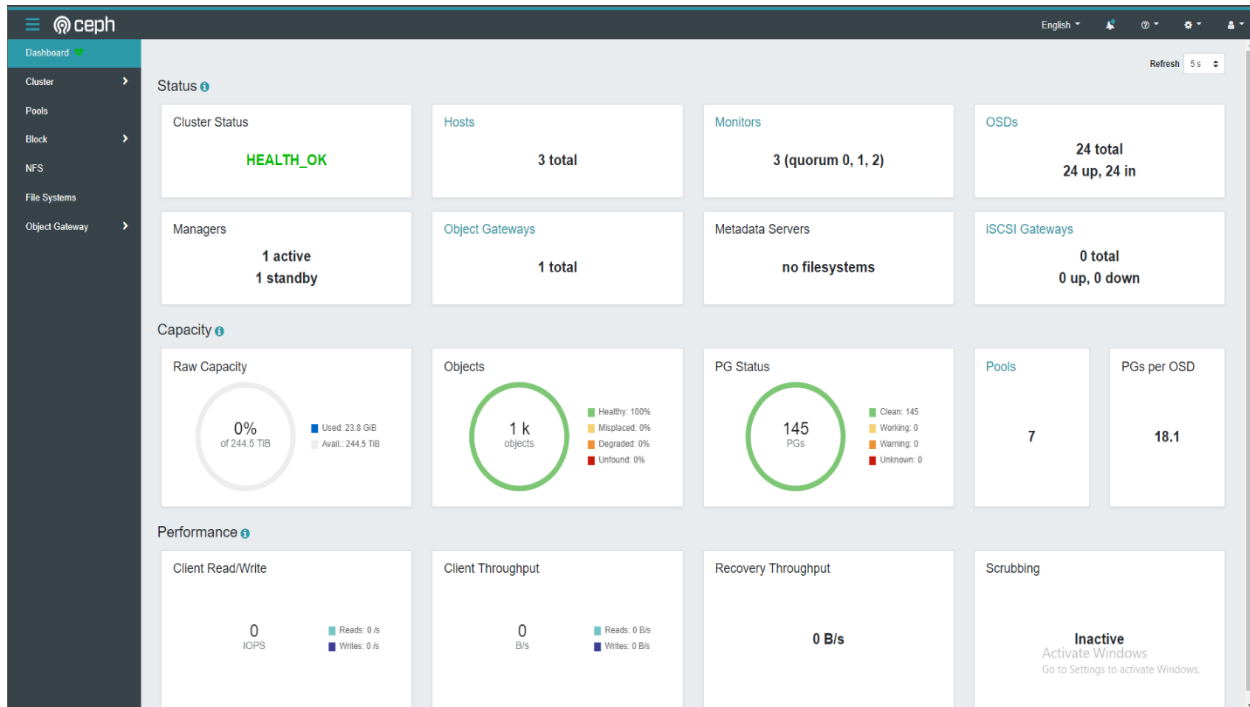 ceph
English
Dashboard
Cluster
Pools
Block
NFS
File Systems
Object Gateway
Refresh 5 s
Status
Cluster Status
HEALTH_OK
Hosts
3 total
Monitors
3 (quorum 0, 1, 2)
OSDs
24 total
24 up, 24 in
Managers
1 active
1 standby
Object Gateways
1 total
Metadata Servers
no filesystems
iSCSI Gateways
0 total
0 up, 0 down
Capacity
Raw Capacity
0%
of 244.5 TiB
Used: 23.8 GiB
Avail.: 244.5 TiB
Objects
1 k
objects
Healthy: 100%
Misplaced: 0%
Degraded: 0%
Unfound: 0%
PG Status
145
PGs
Clean: 145
Working: 0
Warning: 0
Unknown: 0
Pools
7
PGs per OSD
18.1
Performance
Client Read/Write
0
IOPS
Reads: 0 /s
Writes: 0 /s
Client Throughput
0
B/s
Reads: 0 B/s
Writes: 0 B/s
Recovery Throughput
0 B/s
Scrubbing
Inactive
Activate Windows
Go to Settings to activate Windows.